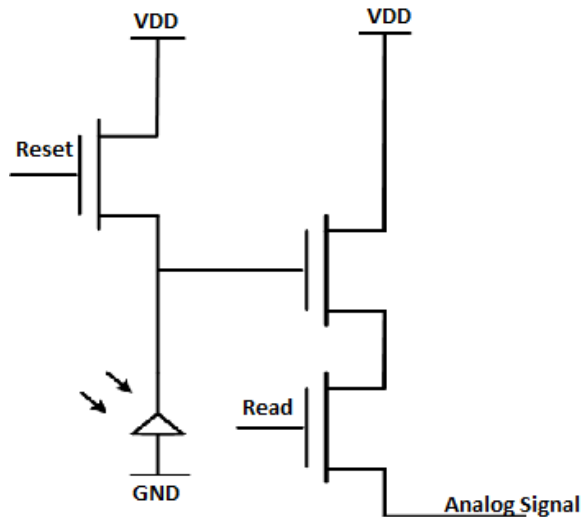 VDD
VDD
Reset
Read
GND
Analog Signal